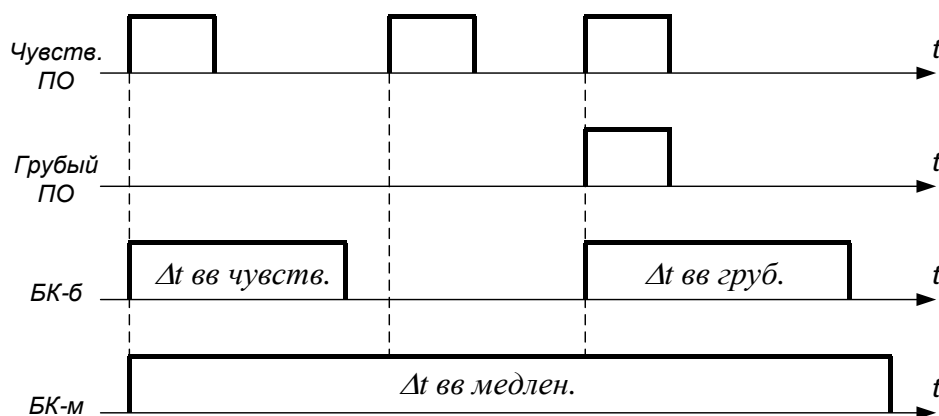 Чувств.
ПО
t
Грубый
ПО
t
БК-б
Δt вв чувств.
Δt вв груб.
t
БК-м
Δt вв медлен.
t